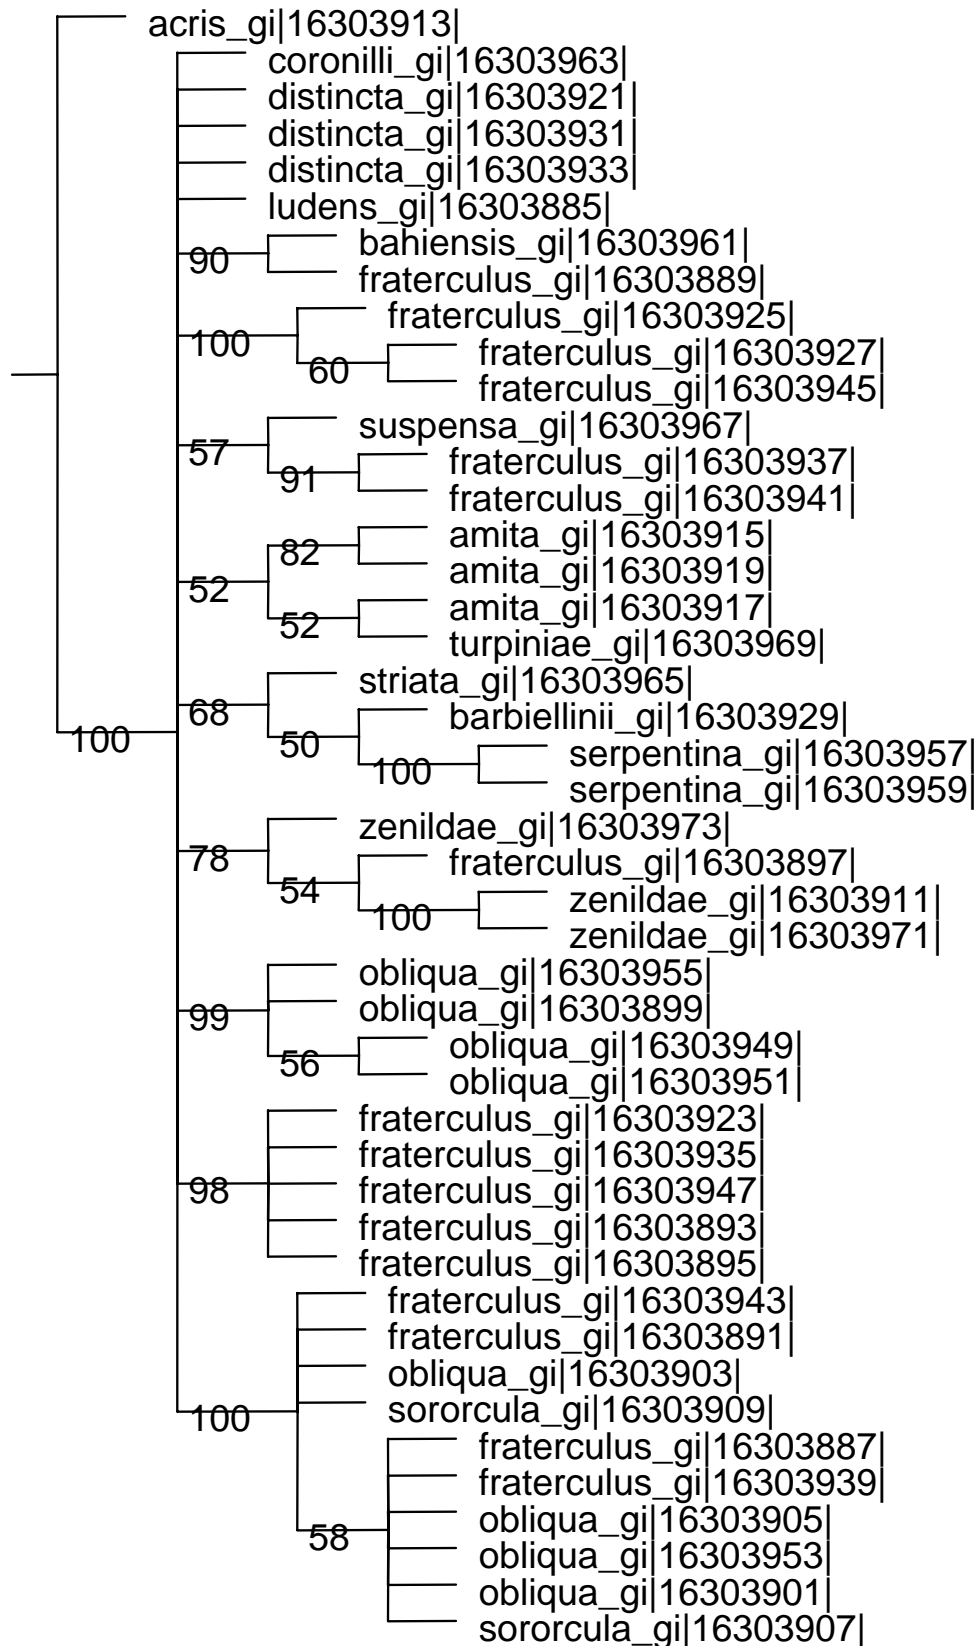 acris_gi|16303913|
coronilli_gi|16303963|
distincta_gi|16303921|
distincta_gi|16303931|
distincta_gi|16303933|
ludens_gi|16303885|
bahiensis_gi|16303961|
90
fraterculus_gi|16303889|
fraterculus_gi|16303925|
100
fraterculus_gi|16303927|
60
fraterculus_gi|16303945|
suspensa_gi|16303967|
57
fraterculus_gi|16303937|
91
fraterculus_gi|16303941|
amita_gi|16303915|
82
amita_gi|16303919|
52
amita_gi|16303917|
52
turpiniae_gi|16303969|
striata_gi|16303965|
68
barbiellinii_gi|16303929|
100
50
serpentina_gi|16303957|
100
serpentina_gi|16303959|
zenildae_gi|16303973|
78
fraterculus_gi|16303897|
54
zenildae_gi|16303911|
100
zenildae_gi|16303971|
obliqua_gi|16303955|
obliqua_gi|16303899|
99
obliqua_gi|16303949|
56
obliqua_gi|16303951|
fraterculus_gi|16303923|
fraterculus_gi|16303935|
fraterculus_gi|16303947|
98
fraterculus_gi|16303893|
fraterculus_gi|16303895|
fraterculus_gi|16303943|
fraterculus_gi|16303891|
obliqua_gi|16303903|
sororcula_gi|16303909|
100
fraterculus_gi|16303887|
fraterculus_gi|16303939|
obliqua_gi|16303905|
58
obliqua_gi|16303953|
obliqua_gi|16303901|
sororcula_gi|16303907|